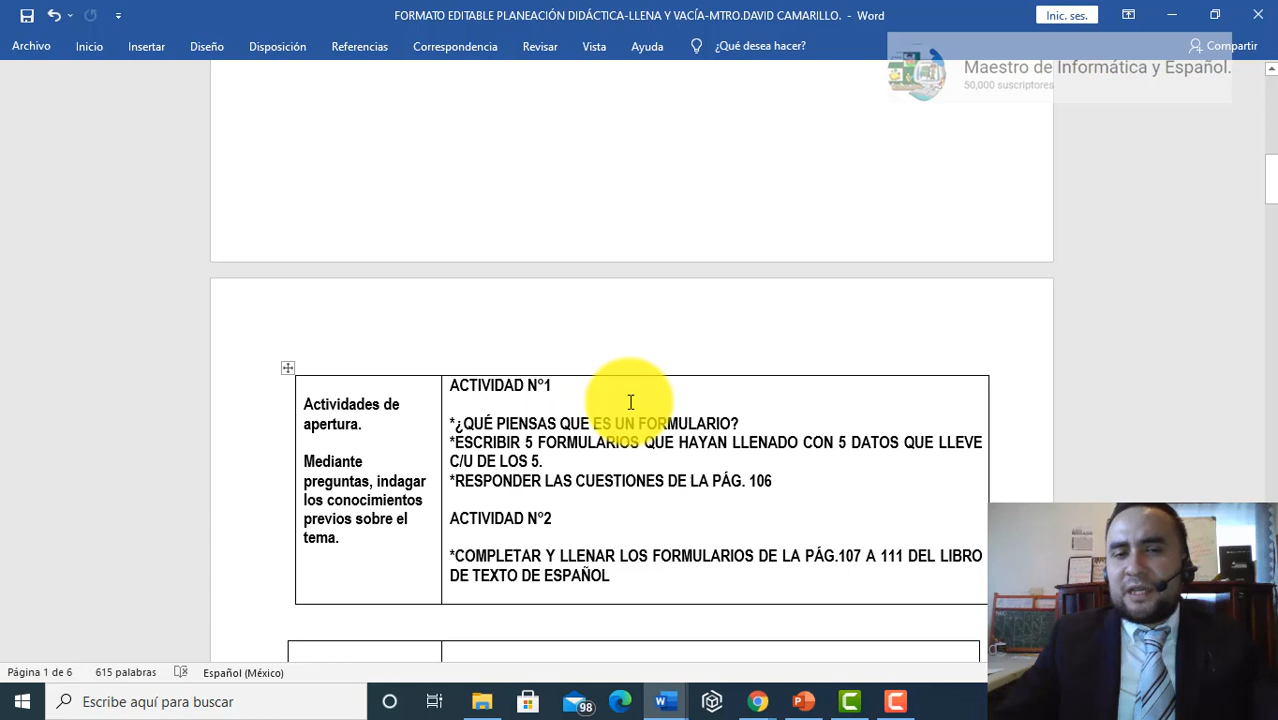 FORMATO EDITABLE PLANEACIÓN DIDÁCTICA-LLENA Y VACÍA-MTRO.DAVID CAMARILLO. - Word
Inic. ses.
Archivo Inicio Insertar Diseño Disposición Referencias Correspondencia Revisar Vista Ayuda ¿Qué desea hacer? Compartir
Maestro de Informática y Español.
50,000 suscriptores
Actividades de
apertura.
Mediante
preguntas, indagar
los conocimientos
previos sobre el
tema.
ACTIVIDAD N°1
*¿QUÉ PIENSAS QUE ES UN FORMULARIO?
*ESCRIBIR 5 FORMULARIOS QUE HAYAN LLENADO CON 5 DATOS QUE LLEVE
C/U DE LOS 5.
*RESPONDER LAS CUESTIONES DE LA PÁG. 106
ACTIVIDAD N°2
*COMPLETAR Y LLENAR LOS FORMULARIOS DE LA PÁG.107 A 111 DEL LIBRO
DE TEXTO DE ESPAÑOL
Página 1 de 6 615 palabras Español (México)
Escribe aquí para buscar
98